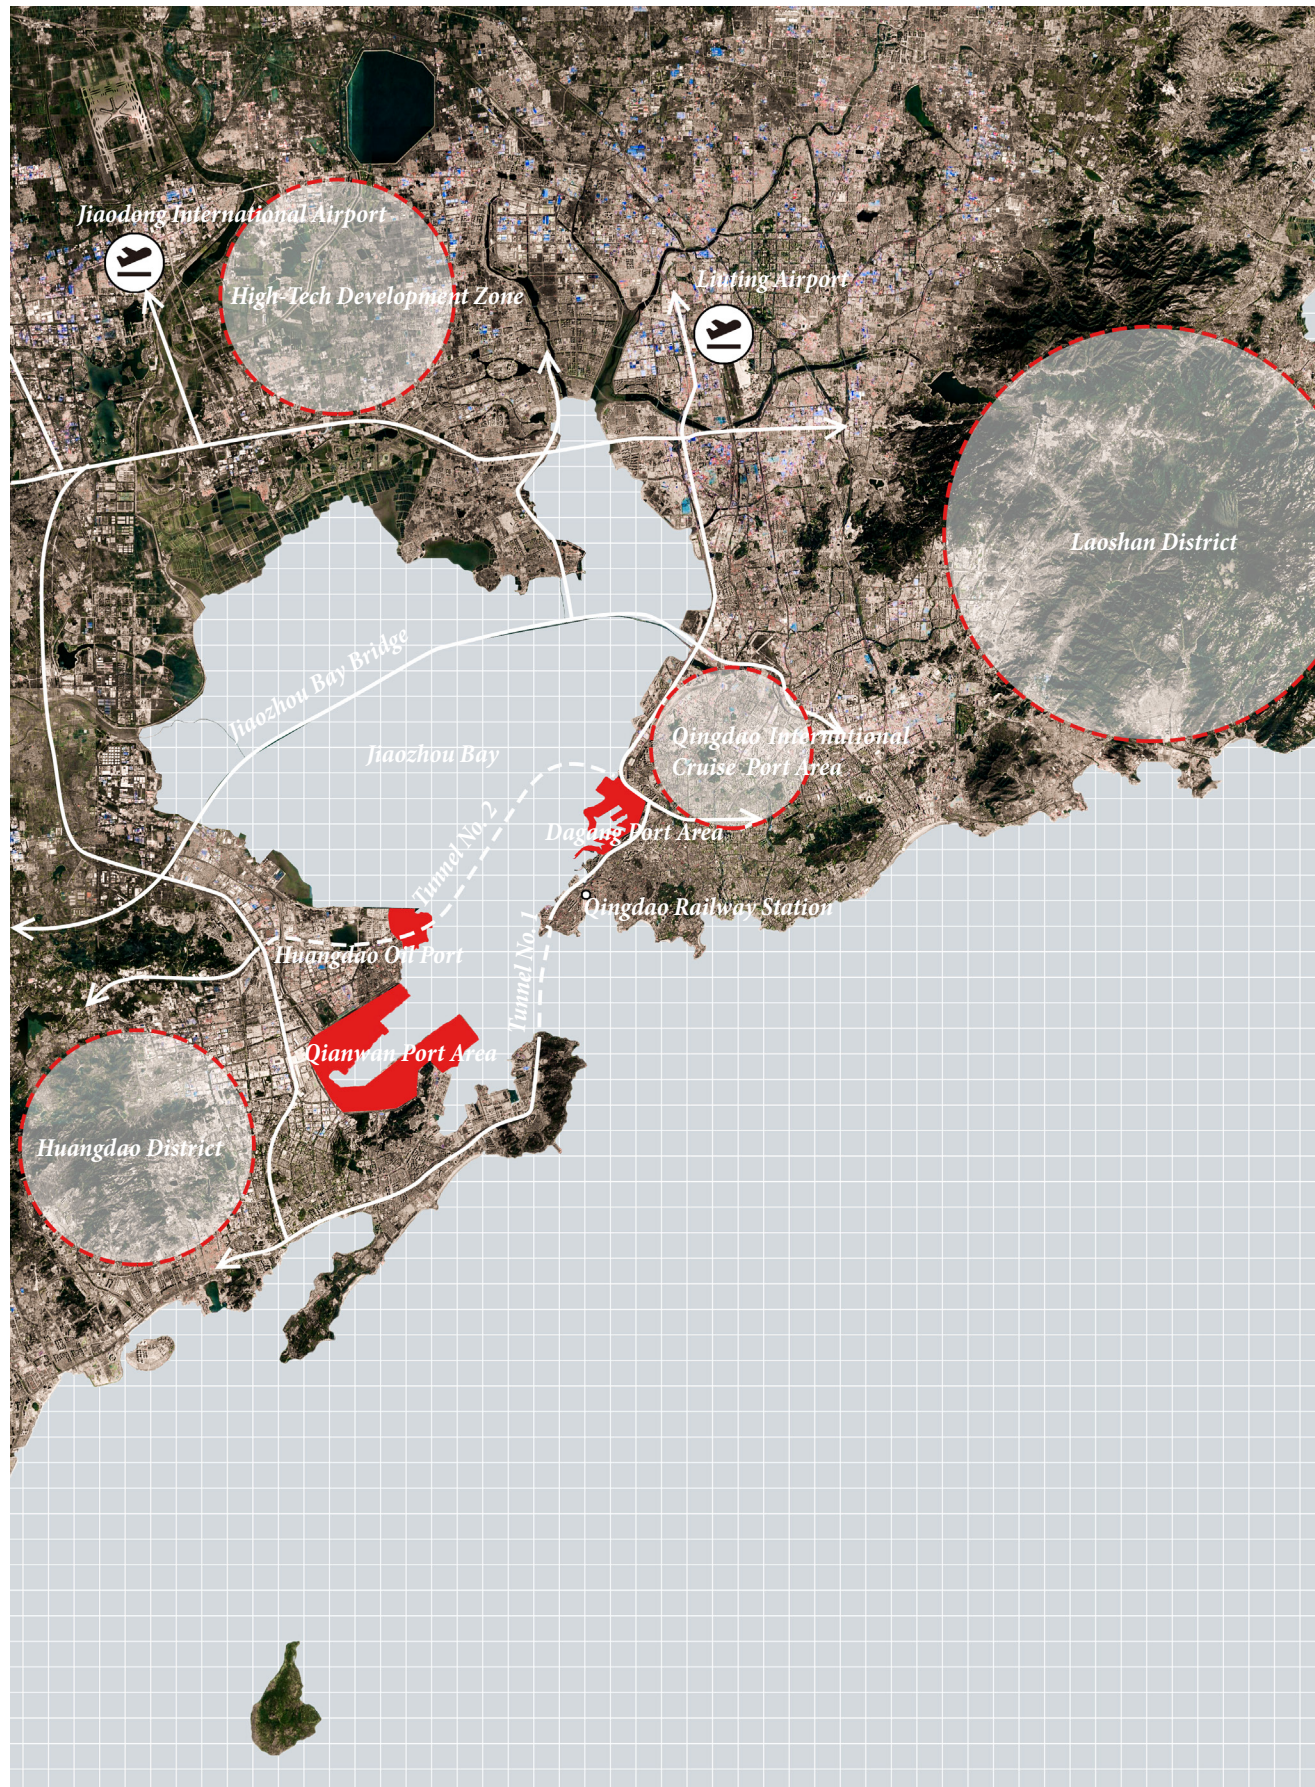 Jiaodong International Airport
Liuting Airport
High-Tech Development Zone
Laoshan District
Jiaozhou Bay Bridge
Jiaozhou Bay
Qingdao International
Cruise Port Area
Tunnel No. 2
Dagang Port Area
Qingdao Railway Station
Tunnel No. 1
Huangdao Oil Port
Qianwan Port Area
Huangdao District